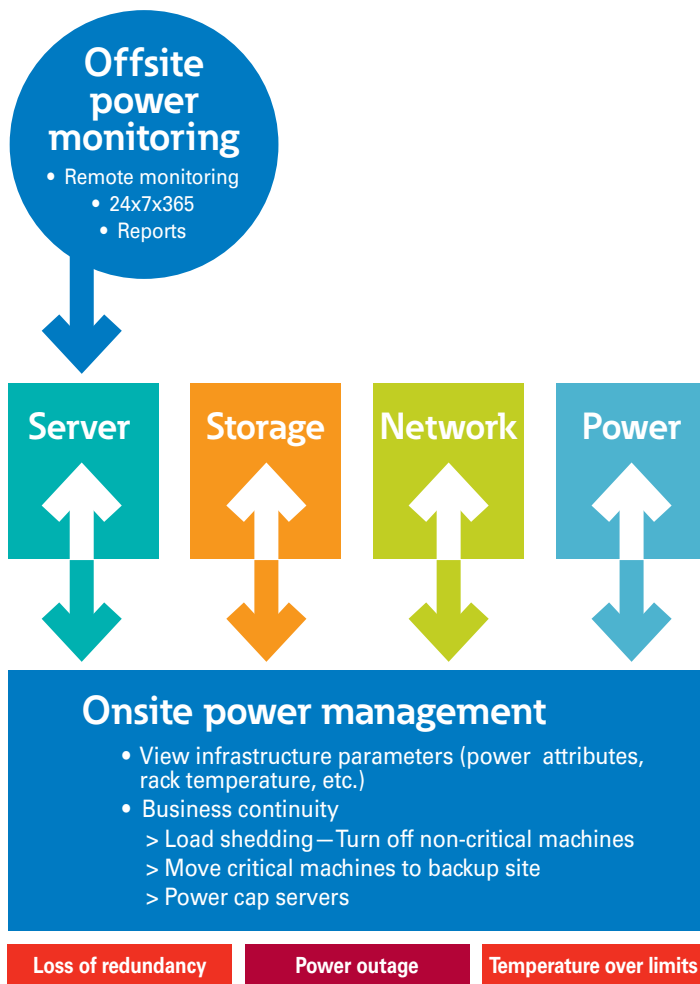 Offsite
power
monitoring
• Remote monitoring
• 24x7x365
• Reports
Server
Storage
Network
Power
Onsite power management
• View infrastructure parameters (power attributes,
rack temperature, etc.)
• Business continuity
> Load shedding—Turn off non-critical machines
> Move critical machines to backup site
> Power cap servers
Loss of redundancy
Power outage
Temperature over limits